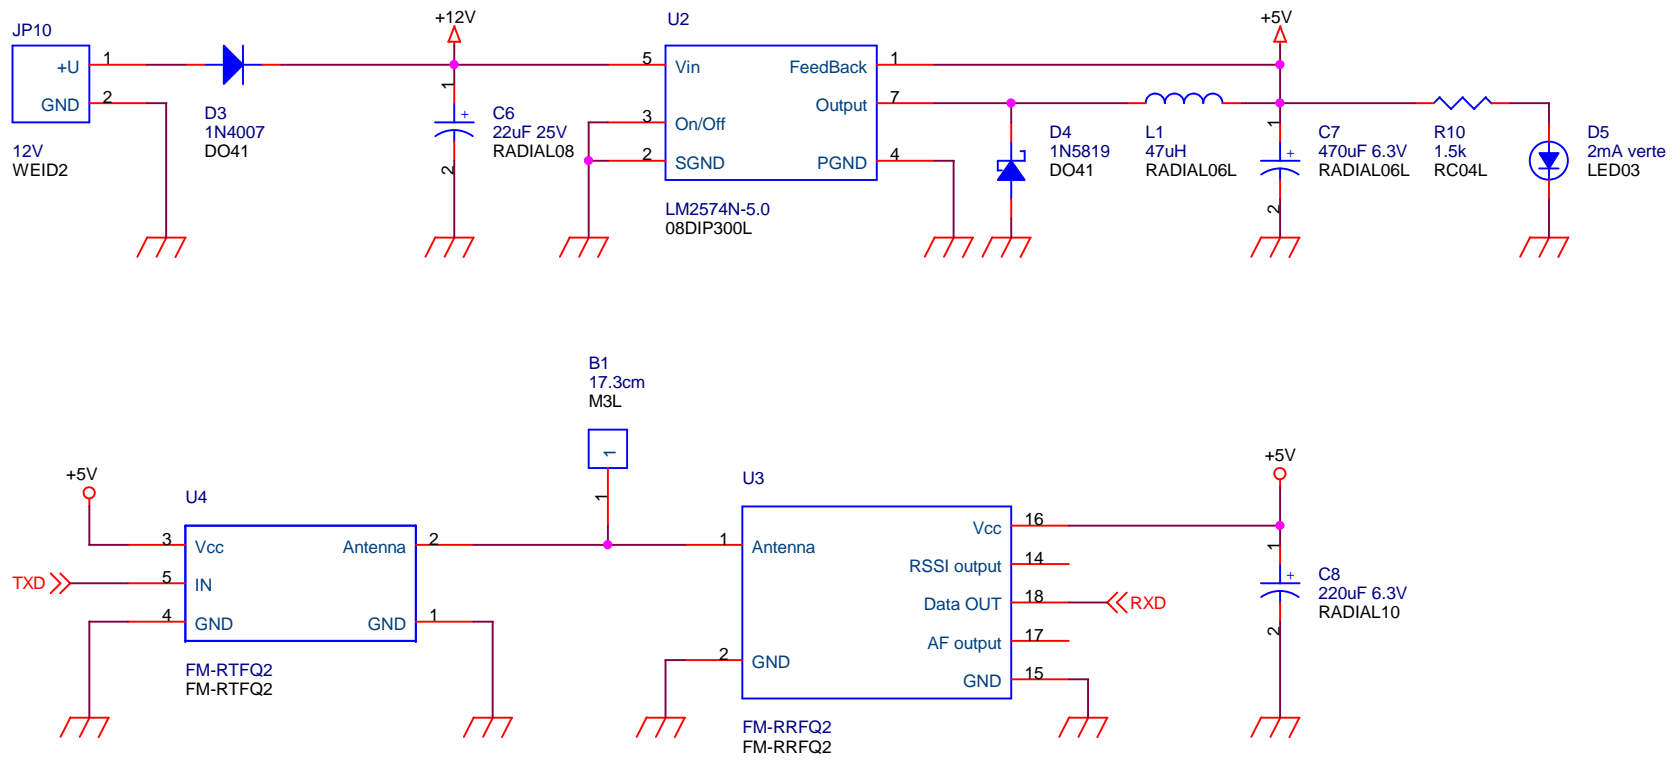 JP10
+U
1
GND
2
12V
WEID2
D3
1N4007
DO41
+12V
1
+
2
C6
22uF 25V
RADIAL08
U2
5
Vin
3
On/Off
2
SGND
FeedBack
1
Output
7
PGND
4
LM2574N-5.0
08DIP300L
D4
1N5819
DO41
L1
47uH
RADIAL06L
+5V
1
+
2
C7
470uF 6.3V
RADIAL06L
R10
1.5k
RC04L
D5
2mA verte
LED03
B1
17.3cm
M3L
1
1
+5V
TXD
U4
3
Vcc
5
IN
4
GND
Antenna
2
GND
1
FM-RTFQ2
FM-RTFQ2
U3
1
Antenna
2
GND
Vcc
16
RSSI output
14
Data OUT
18
RXD
AF output
17
GND
15
FM-RRFQ2
FM-RRFQ2
+5V
1
+
2
C8
220uF 6.3V
RADIAL10